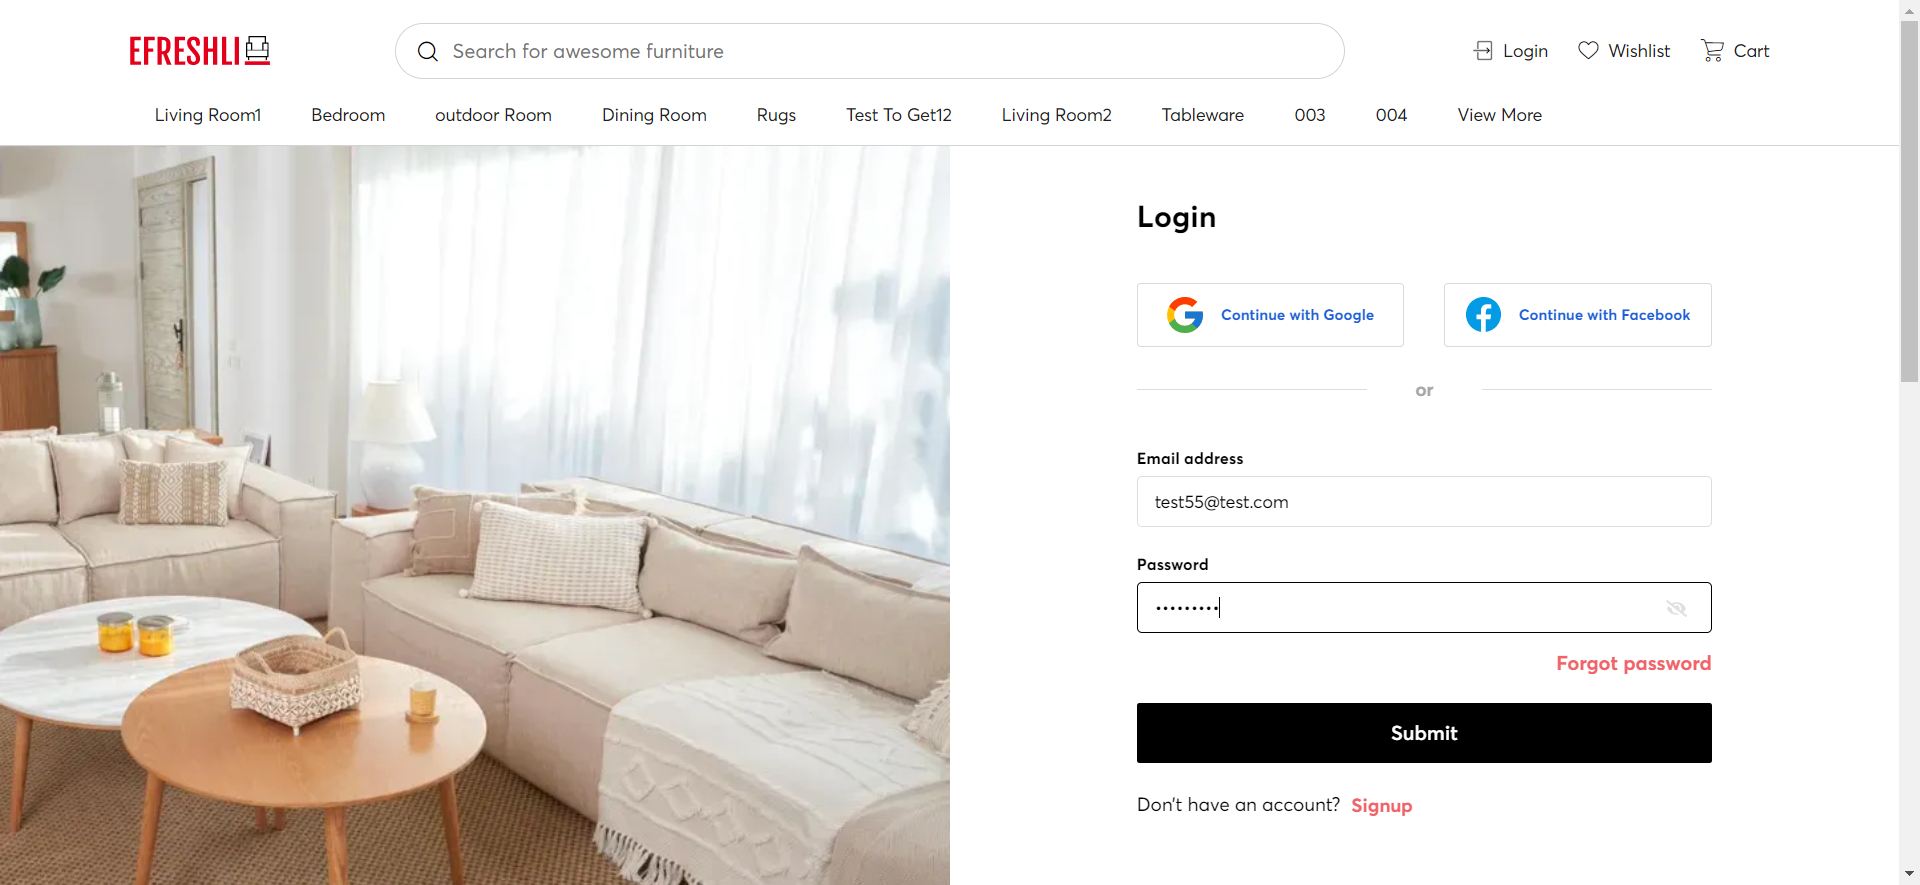 EFRESHLI
Search for awesome furniture
Login
Wishlist
Cart
Living Room1
Bedroom
outdoor Room
Dining Room
Rugs
Test To Get12
Living Room2
Tableware
003
004
View More
Login
Continue with Google
Continue with Facebook
or
Email address
test55@test.com
Password
•••••••••
Forgot password
Submit
Don't have an account? Signup